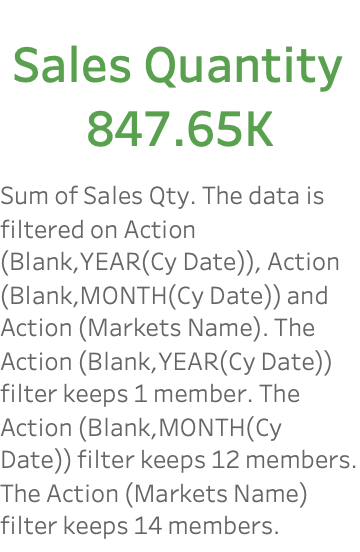 Sales Quantity
847.65K
Sum of Sales Qty. The data is
filtered on Action
(Blank,YEAR(Cy Date)), Action
(Blank,MONTH(Cy Date)) and
Action (Markets Name). The
Action (Blank,YEAR(Cy Date))
filter keeps 1 member. The
Action (Blank,MONTH(Cy
Date)) filter keeps 12 members.
The Action (Markets Name)
filter keeps 14 members.